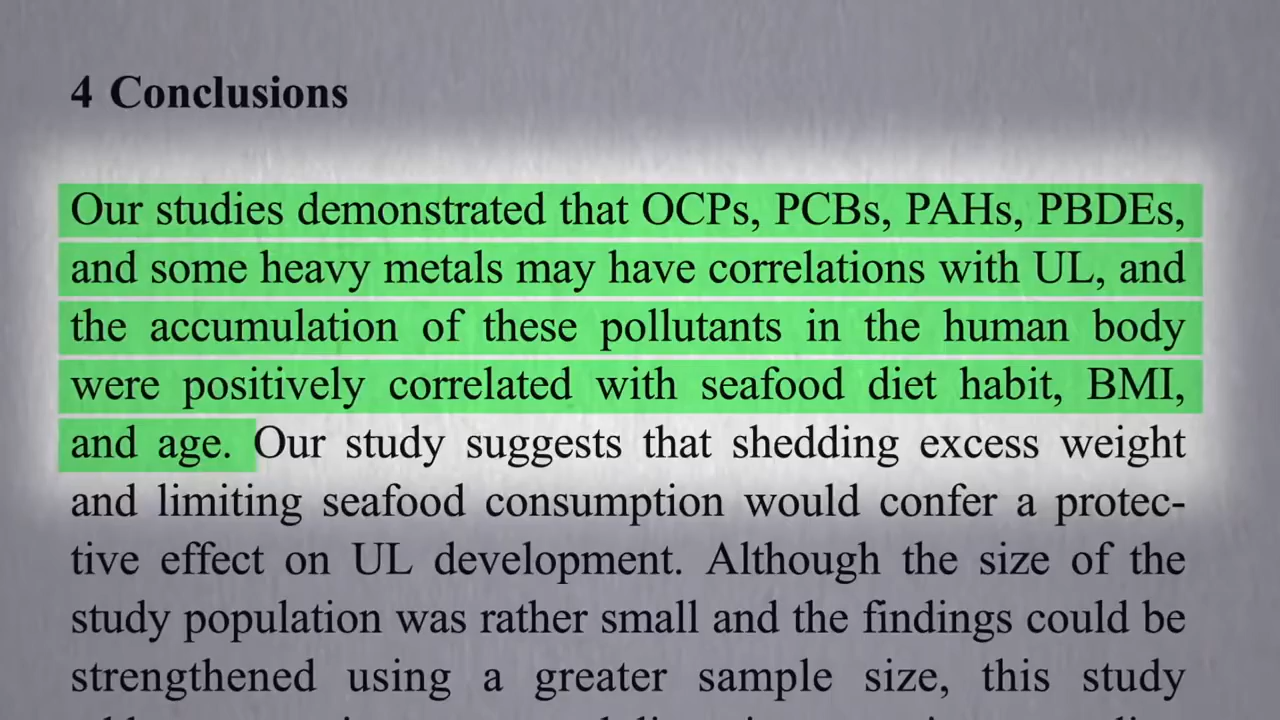 4 Conclusions
Our studies demonstrated that OCPs, PCBs, PAHs, PBDEs,
and some heavy metals may have correlations with UL, and
the accumulation of these pollutants in the human body
were positively correlated with seafood diet habit, BMI,
and age. Our study suggests that shedding excess weight
and limiting seafood consumption would confer a protec-
tive effect on UL development. Although the size of the
study population was rather small and the findings could be
strengthened using a greater sample size, this study